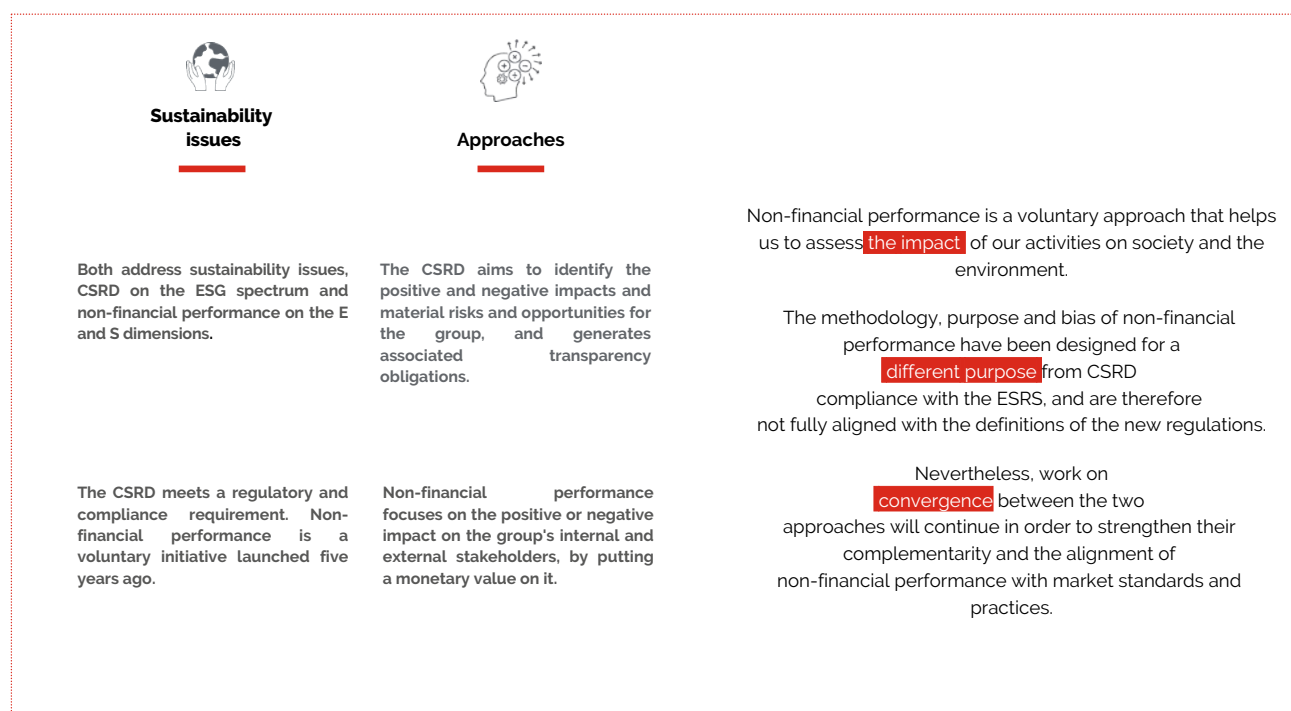 Sustainability
issues
Both address sustainability issues,
CSRD on the ESG spectrum and
non-financial performance on the E
and S dimensions.
The CSRD meets a regulatory and
compliance requirement. Non-
financial performance is a
voluntary initiative launched five
years ago.
Approaches
The CSRD aims to identify the
positive and negative impacts and
material risks and opportunities for
the group, and generates
associated transparency
obligations.
Non-financial performance
focuses on the positive or negative
impact on the group's internal and
external stakeholders, by putting
a monetary value on it.
Non-financial performance is a voluntary approach that helps
us to assess the impact of our activities on society and the
environment.
The methodology, purpose and bias of non-financial
performance have been designed for a
different purpose from CSRD
compliance with the ESRS, and are therefore
not fully aligned with the definitions of the new regulations.
Nevertheless, work on
convergence between the two
approaches will continue in order to strengthen their
complementarity and the alignment of
non-financial performance with market standards and
practices.